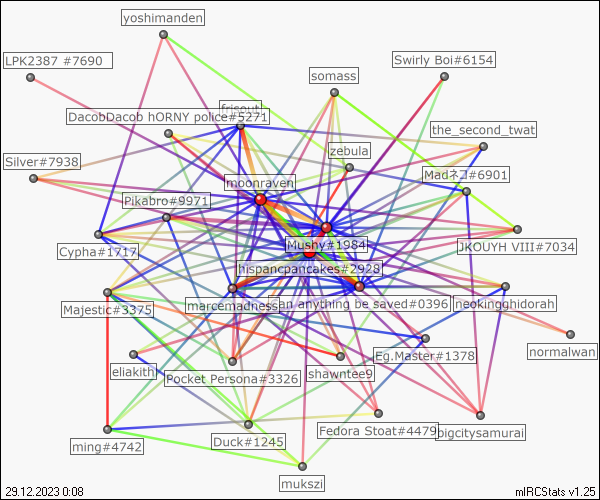 yoshimanden
LPK2387 #7690
Swirly Boi#6154
somass
DacobDacob hORNY police#5271
the_second_twat
zebula
Silver#7938
Madネコ#6901
moonraven
Pikabro#9971
Cypha#1717
Mushy#1984
JKOUYH VIII#7034
hispancpancakes#2928
Majestic#3375
marcemadness
an anything be saved#0396
neokingghidorah
normalwan
Eg.Master#1378
eliakith
Pocket Persona#3326
shawntee9
ming#4742
Duck#1245
Fedora Stoat#4479
bigcitysamurai
mukszi
29.12.2023 0:08
mIRCStats v1.25